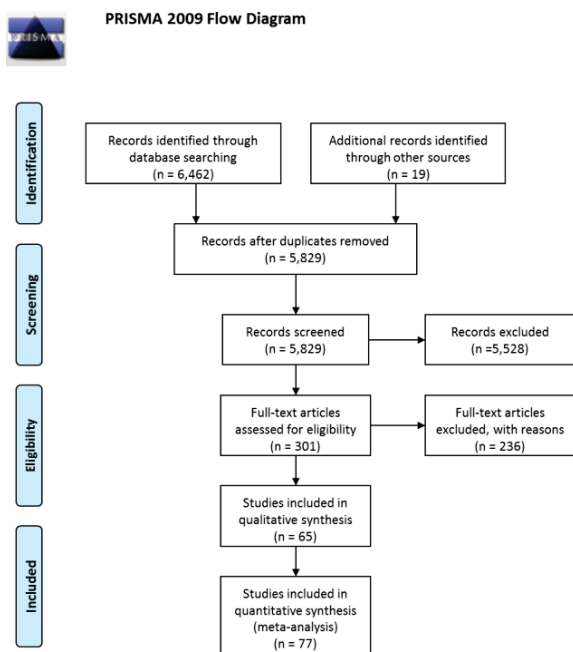 PRISMA
PRISMA 2009 Flow Diagram
Identification
Records identified through
database searching
(n = 6,462)
Additional records identified
through other sources
(n = 19)
Records after duplicates removed
(n = 5,829)
Screening
Records screened
(n = 5,829)
Records excluded
(n =5,528)
Eligibility
Full-text articles
assessed for eligibility
(n = 301)
Full-text articles
excluded, with reasons
(n = 236)
Studies included in
qualitative synthesis
(n = 65)
Included
Studies included in
quantitative synthesis
(meta-analysis)
(n = 77)